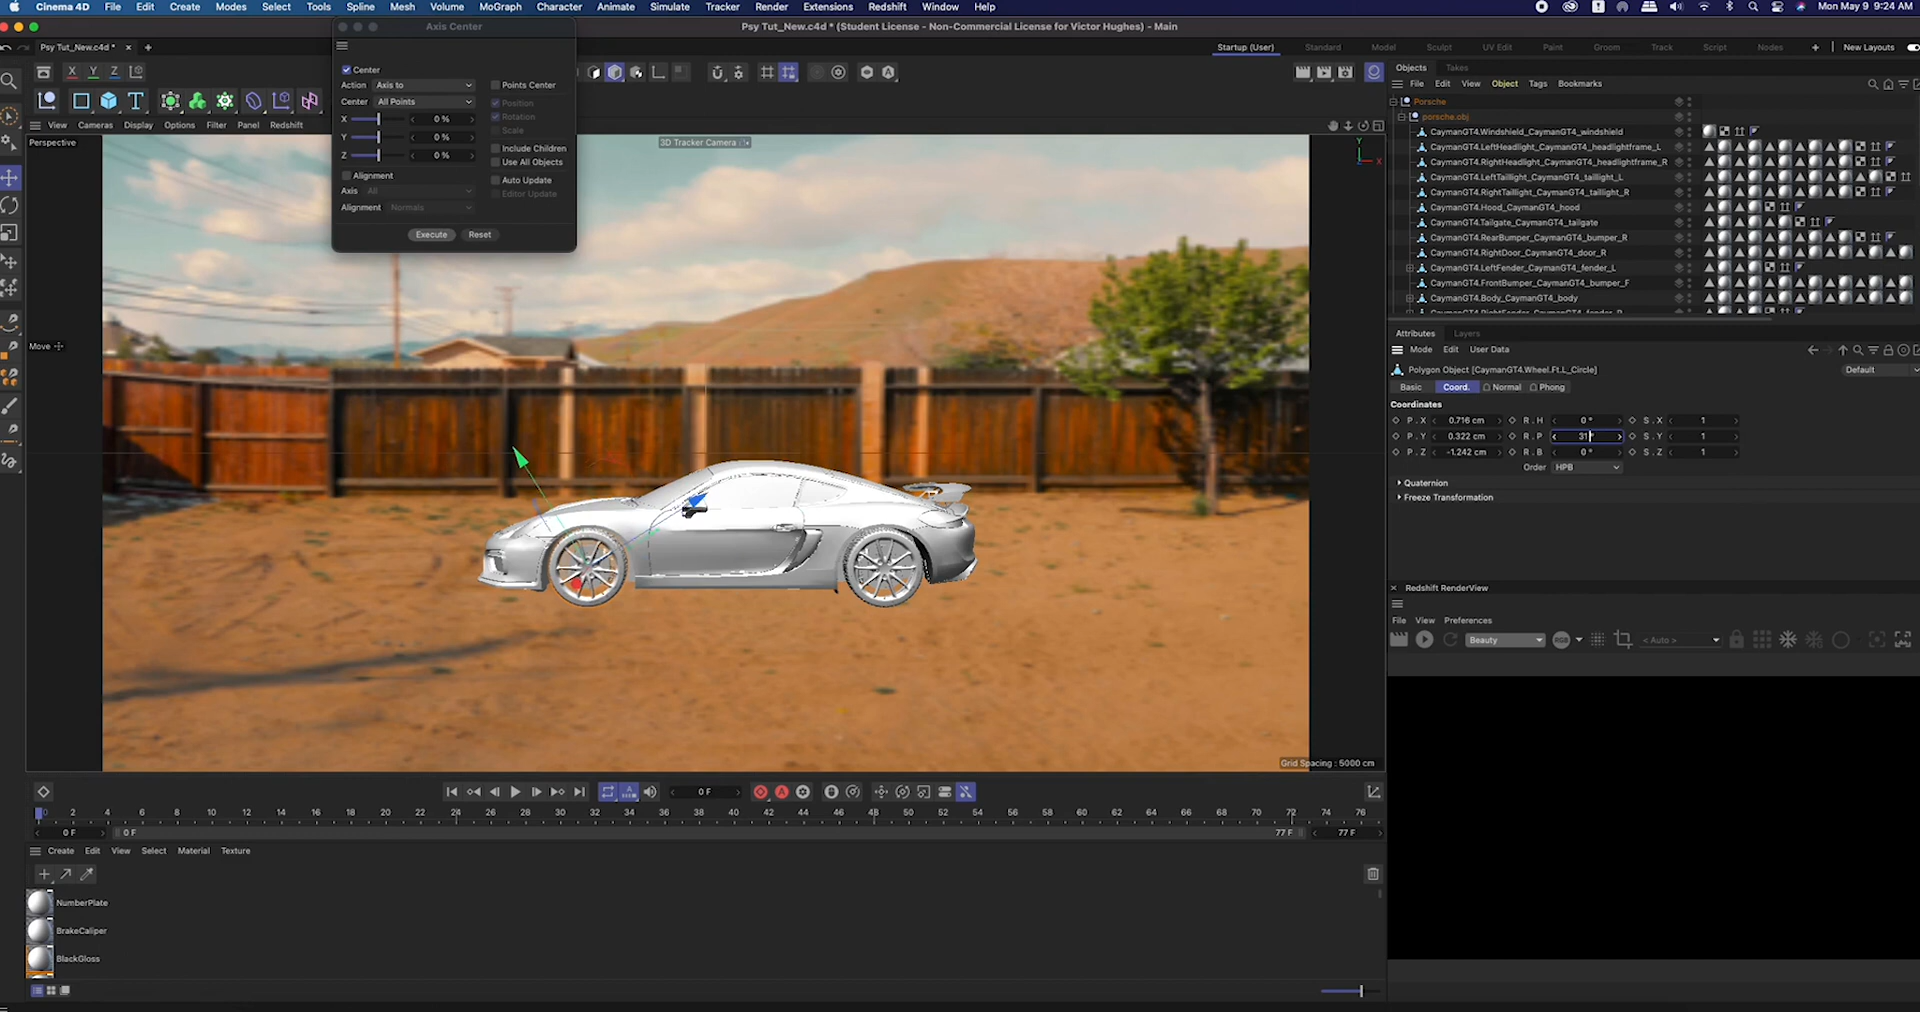 Cinema 4D File Edit Create Modes Select Tools Spline Mesh Volume MoGraph Character Animate Simulate Tracker Render Extensions Redshift Window Help Mon May 9 9:24 AM
Axis Center
Psy Tut_New.c4d * (Student License - Non-Commercial License for Victor Hughes) - Main
Psy Tut_New.c4d * × +
Startup (User) Standard Model Sculpt UV Edit Paint Groom Track Script Nodes + New Layouts
X Y Z
Center
Action Axis to
Points Center
Center All Points
Position
X 0 %
Rotation
Scale
Y 0 %
Include Children
Z 0 %
Use All Objects
Alignment
Auto Update
Axis All
Editor Update
Alignment Normals
Execute Reset
View Cameras Display Options Filter Panel Redshift
Perspective
3D Tracker Camera
Y
X
Move
Grid Spacing : 5000 cm
Objects Takes
File Edit View Object Tags Bookmarks
Porsche
porsche.obj
CaymanGT4.Windshield_CaymanGT4_windshield
CaymanGT4.LeftHeadlight_CaymanGT4_headlightframe_L
CaymanGT4.RightHeadlight_CaymanGT4_headlightframe_R
CaymanGT4.LeftTaillight_CaymanGT4_taillight_L
CaymanGT4.RightTaillight_CaymanGT4_taillight_R
CaymanGT4.Hood_CaymanGT4_hood
CaymanGT4.Tailgate_CaymanGT4_tailgate
CaymanGT4.RearBumper_CaymanGT4_bumper_R
CaymanGT4.RightDoor_CaymanGT4_door_R
CaymanGT4.LeftFender_CaymanGT4_fender_L
CaymanGT4.FrontBumper_CaymanGT4_bumper_F
CaymanGT4.Body_CaymanGT4_body
Attributes Layers
Mode Edit User Data
Polygon Object [CaymanGT4.Wheel.Ft.L_Circle]
Default
Basic Coord. Normal Phong
Coordinates
P . X 0.716 cm R . H 0 ° S . X 1
P . Y 0.322 cm R . P 31 ° S . Y 1
P . Z -1.242 cm R . B 0 ° S . Z 1
Order HPB
Quaternion
Freeze Transformation
× Redshift RenderView
File View Preferences
Beauty RGB < Auto >
0 F
0 2 4 6 8 10 12 14 16 18 20 22 24 26 28 30 32 34 36 38 40 42 44 46 48 50 52 54 56 58 60 62 64 66 68 70 72 74 76
0 F 0 F 77 F 77 F
Create Edit View Select Material Texture
NumberPlate
BrakeCaliper
BlackGloss